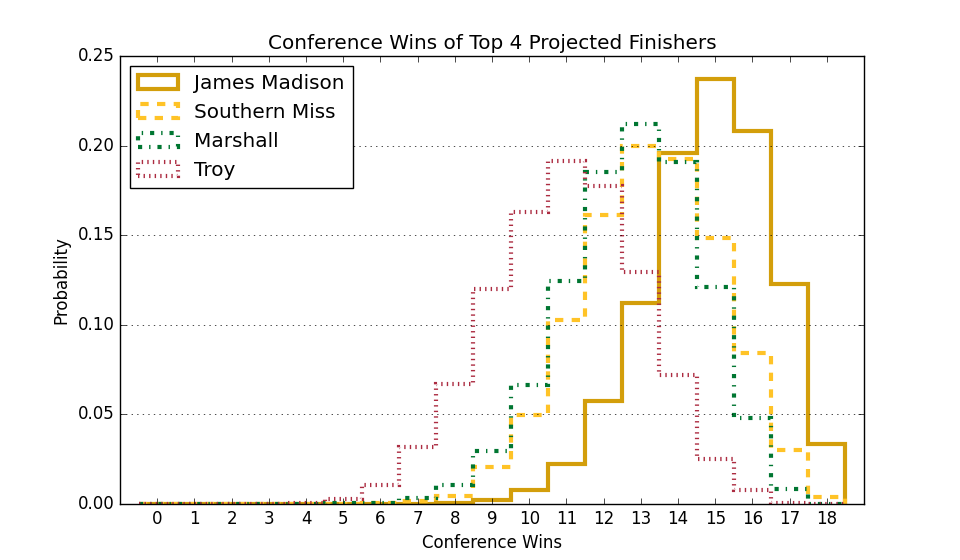 Conference Wins of Top 4 Projected Finishers
James Madison
Southern Miss
Marshall
Troy
Probability
0.25
0.20
0.15
0.10
0.05
0.00
0 1 2 3 4 5 6 7 8 9 10 11 12 13 14 15 16 17 18
Conference Wins